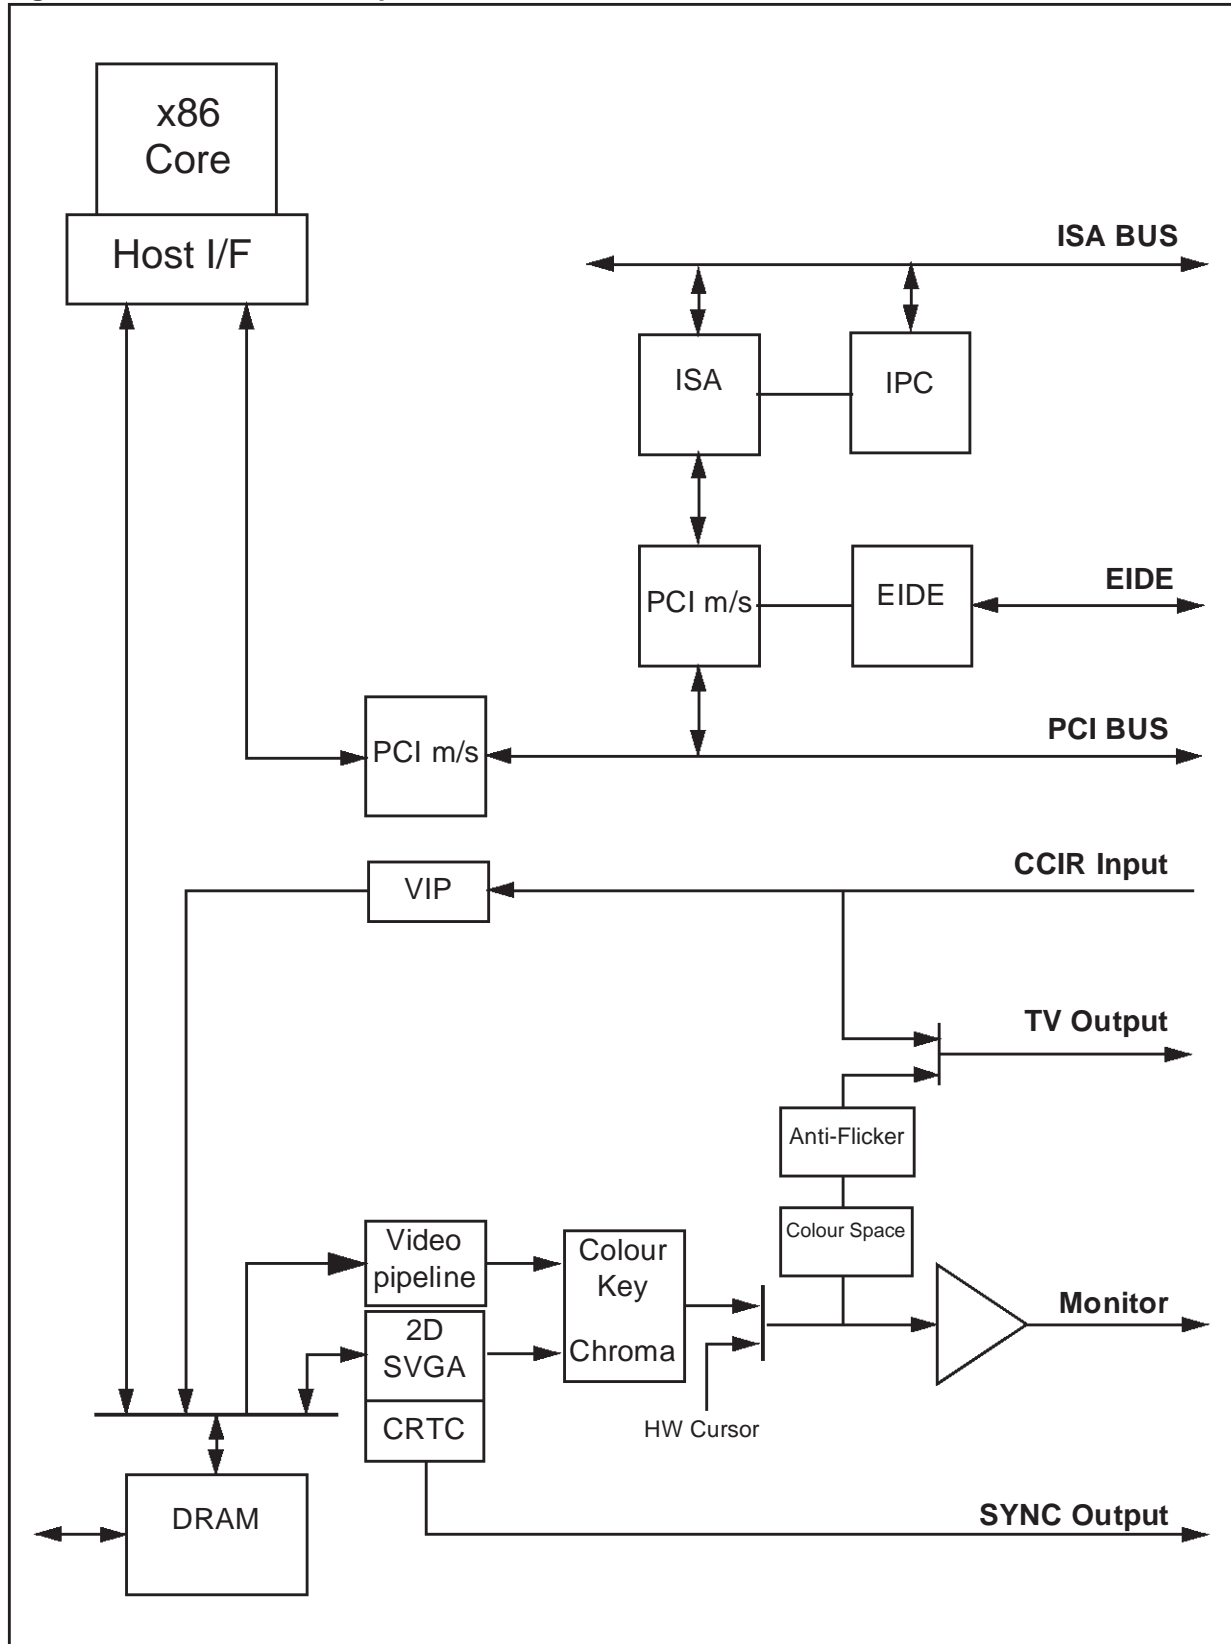 x86
Core
Host I/F
ISA BUS
ISA
IPC
PCI m/s
EIDE
EIDE
PCI m/s
PCI BUS
VIP
CCIR Input
TV Output
Anti-Flicker
Colour Space
Video
pipeline
Colour
Key
Chroma
2D
SVGA
CRTC
HW Cursor
Monitor
DRAM
SYNC Output